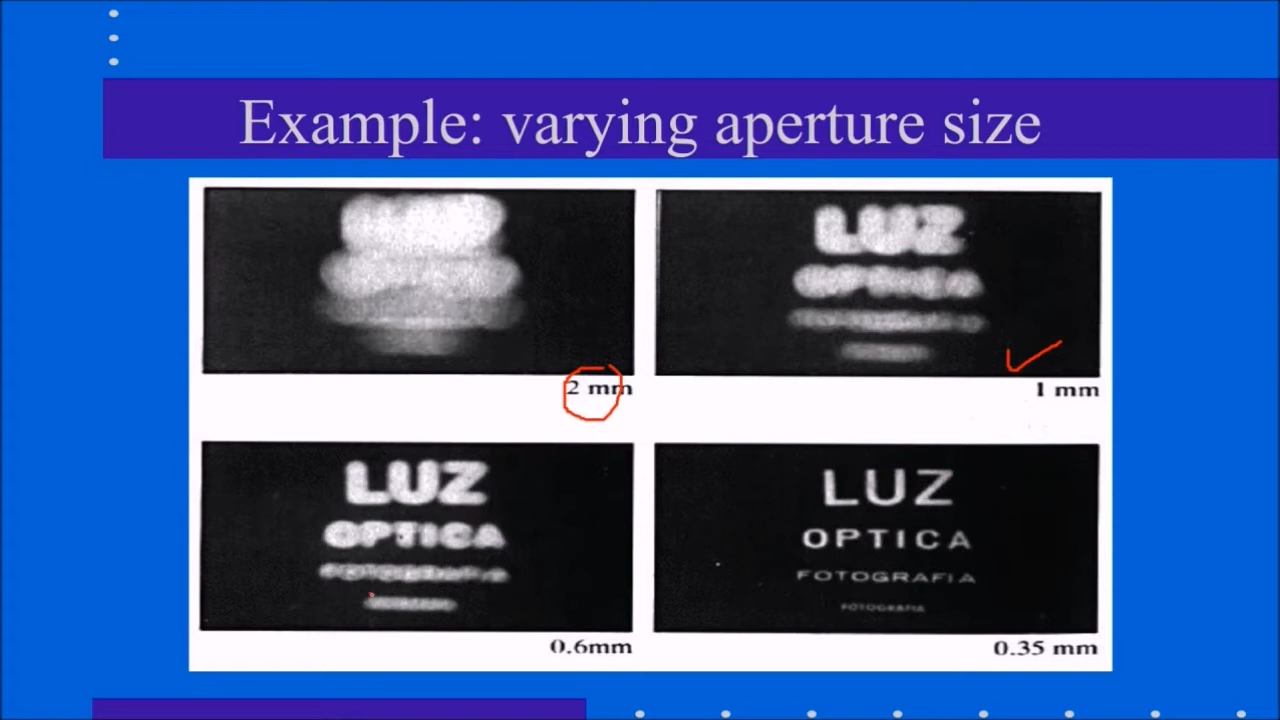 Example: varying aperture size
LUZ
2 mm
1 mm
LUZ
OPTICA
0.6mm
LUZ
OPTICA
FOTOGRAFIA
FOTOGRAFIA
0.35 mm